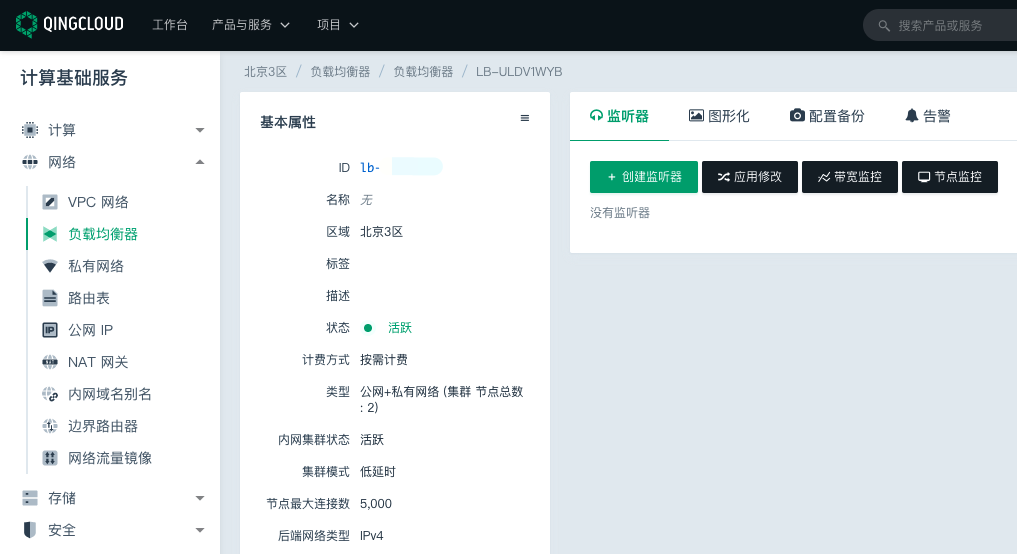 QINGCLOUD 工作台 产品与服务 项目 搜索产品或服务
计算基础服务
计算
网络
VPC 网络
负载均衡器
私有网络
路由表
公网 IP
NAT 网关
内网域名别名
边界路由器
网络流量镜像
存储
安全
北京3区 / 负载均衡器 / 负载均衡器 / LB-ULDV1WYB
基本属性
ID lb-
名称 无
区域 北京3区
标签
描述
状态 活跃
计费方式 按需计费
类型 公网+私有网络 (集群 节点总数
: 2)
内网集群状态 活跃
集群模式 低延时
节点最大连接数 5,000
后端网络类型 IPv4
监听器 图形化 配置备份 告警
+ 创建监听器 应用修改 带宽监控 节点监控
没有监听器